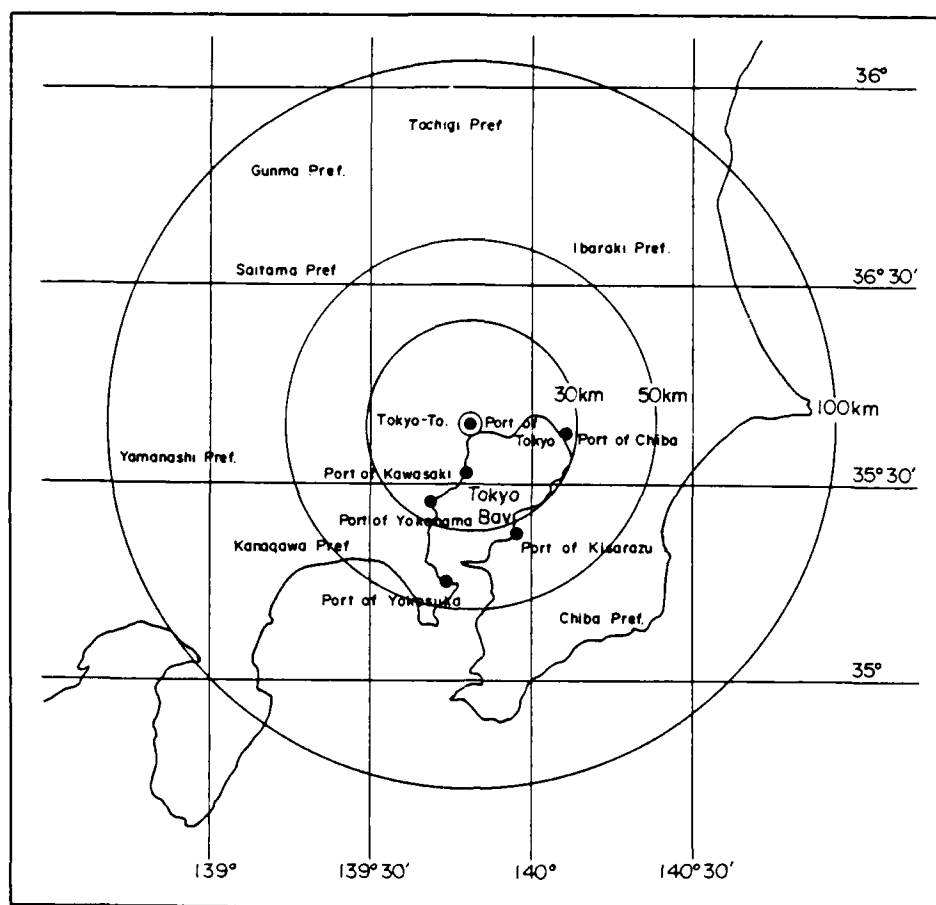 36°
Tochigi Pref
Gunma Pref.
Ibaraki Pref.
Saitama Pref
36° 30'
30km
50km
100km
Tokyo-To.
Port of
Tokyo
Port of Chiba
Yamanashi Pref.
Port of Kawasaki
35° 30'
Tokyo
Bay
Port of Yokohama
Kanagawa Pref
Port of Kisarazu
Port of Yokosuka
Chiba Pref.
35°
139°
139° 30'
140°
140° 30'